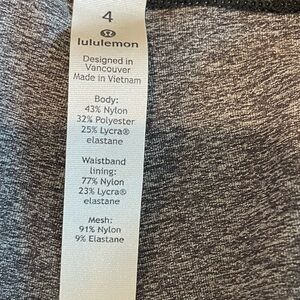 4
lululemon
Designed in
Vancouver
Made in Vietnam
Body:
43% Nylon
32% Polyester
25% Lycra®
elastane
Waistband
lining:
77% Nylon
23% Lycra®
elastane
Mesh:
91% Nylon
9% Elastane